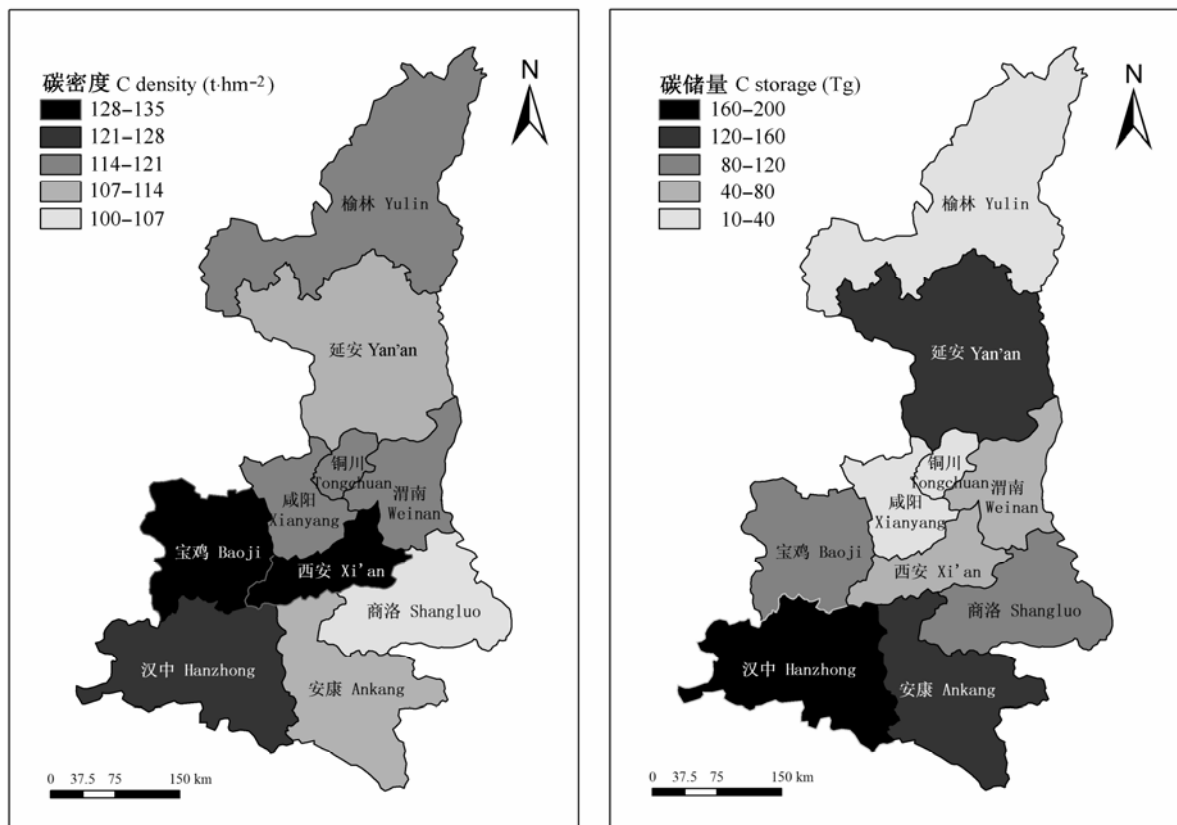 碳密度 C density (t·hm⁻²)
128–135
121–128
114–121
107–114
100–107
N
榆林 Yulin
延安 Yan'an
铜川
Tongchuan
咸阳
Xianyang
渭南
Weinan
宝鸡 Baoji
西安 Xi'an
商洛 Shangluo
汉中 Hanzhong
安康 Ankang
0 37.5 75 150 km
碳储量 C storage (Tg)
160–200
120–160
80–120
40–80
10–40
N
榆林 Yulin
延安 Yan'an
铜川
Tongchuan
咸阳
Xianyang
渭南
Weinan
宝鸡 Baoji
西安 Xi'an
商洛 Shangluo
汉中 Hanzhong
安康 Ankang
0 37.5 75 150 km